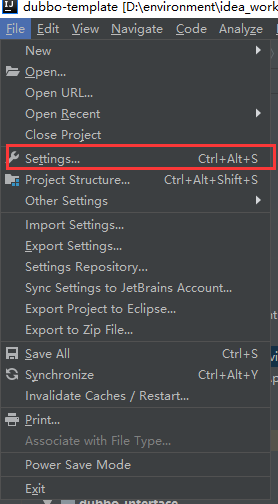 dubbo-template [D:\environment\idea_work
File Edit View Navigate Code Analyze
New
Open...
Open URL...
Open Recent
Close Project
Settings... Ctrl+Alt+S
Project Structure... Ctrl+Alt+Shift+S
Other Settings
Import Settings...
Export Settings...
Settings Repository...
Sync Settings to JetBrains Account...
Export Project to Eclipse...
Export to Zip File...
Save All Ctrl+S
Synchronize Ctrl+Alt+Y
Invalidate Caches / Restart...
Print...
Associate with File Type...
Power Save Mode
Exit